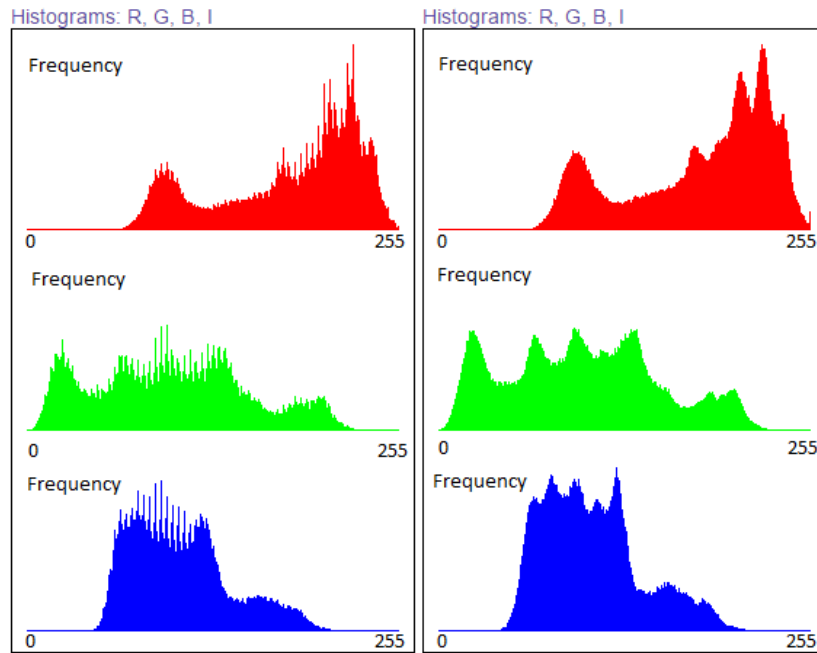 Histograms: R, G, B, I
Frequency
0 255
Frequency
0 255
Frequency
0 255
Histograms: R, G, B, I
Frequency
0 255
Frequency
0 255
Frequency
0 255